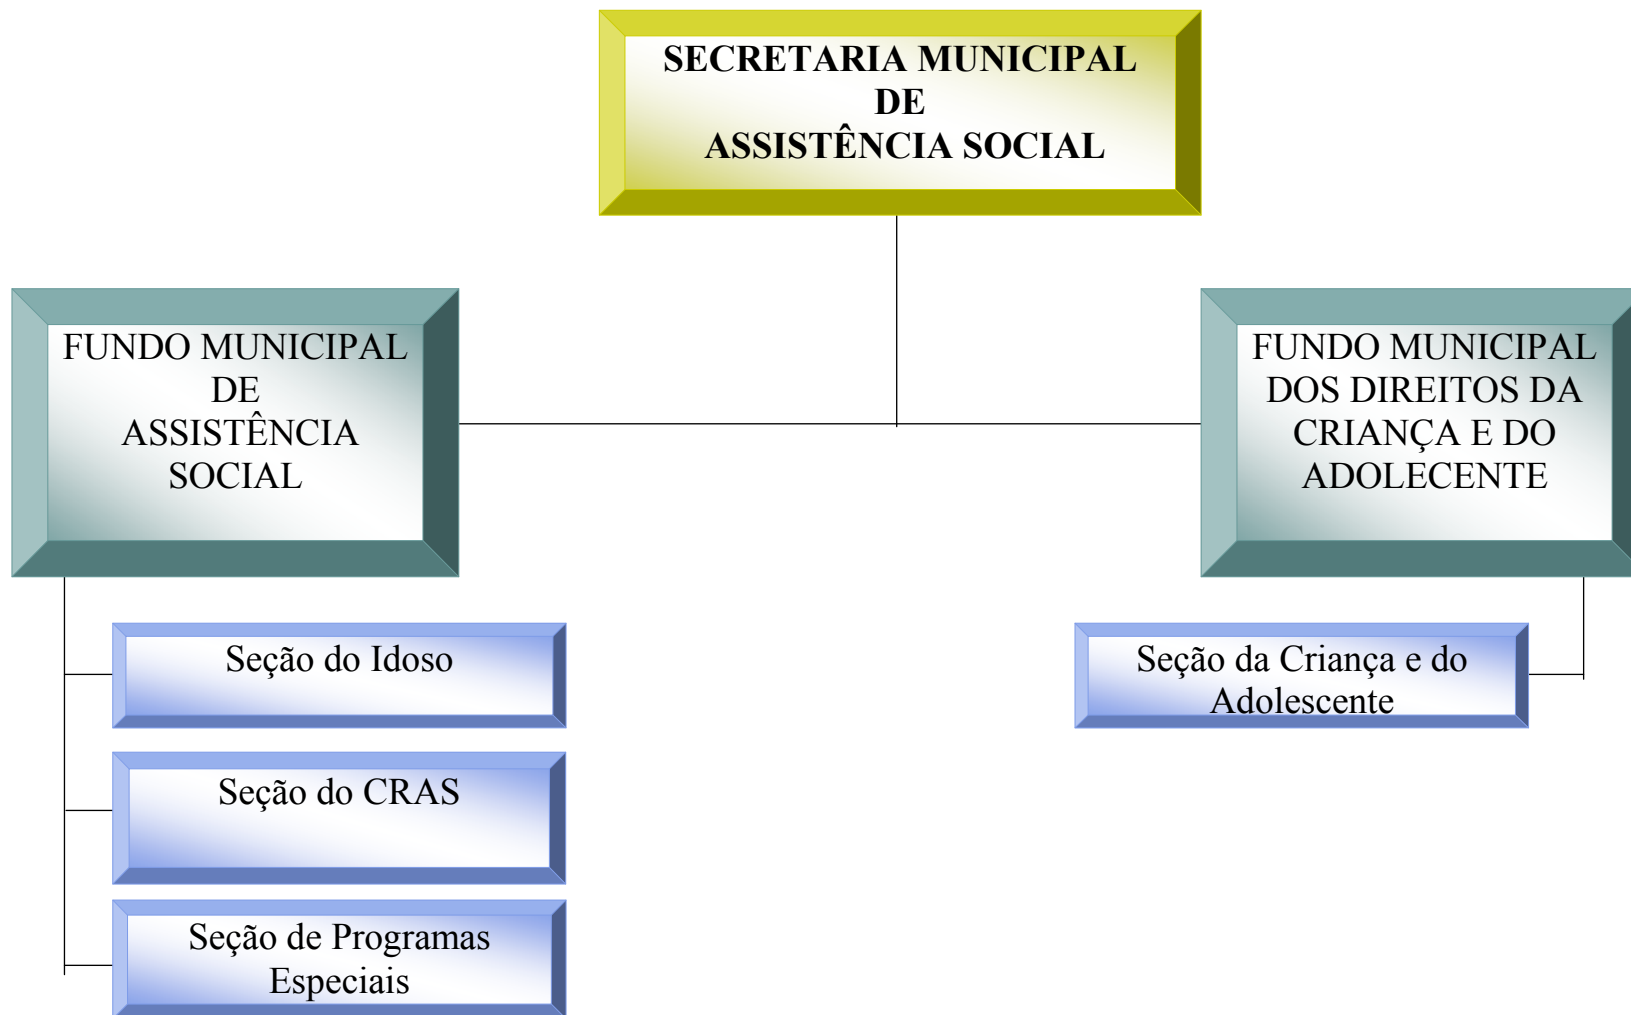 SECRETARIA MUNICIPAL
DE
ASSISTÊNCIA SOCIAL
FUNDO MUNICIPAL
DE
ASSISTÊNCIA
SOCIAL
FUNDO MUNICIPAL
DOS DIREITOS DA
CRIANÇA E DO
ADOLECENTE
Seção do Idoso
Seção do CRAS
Seção de Programas
Especiais
Seção da Criança e do
Adolescente